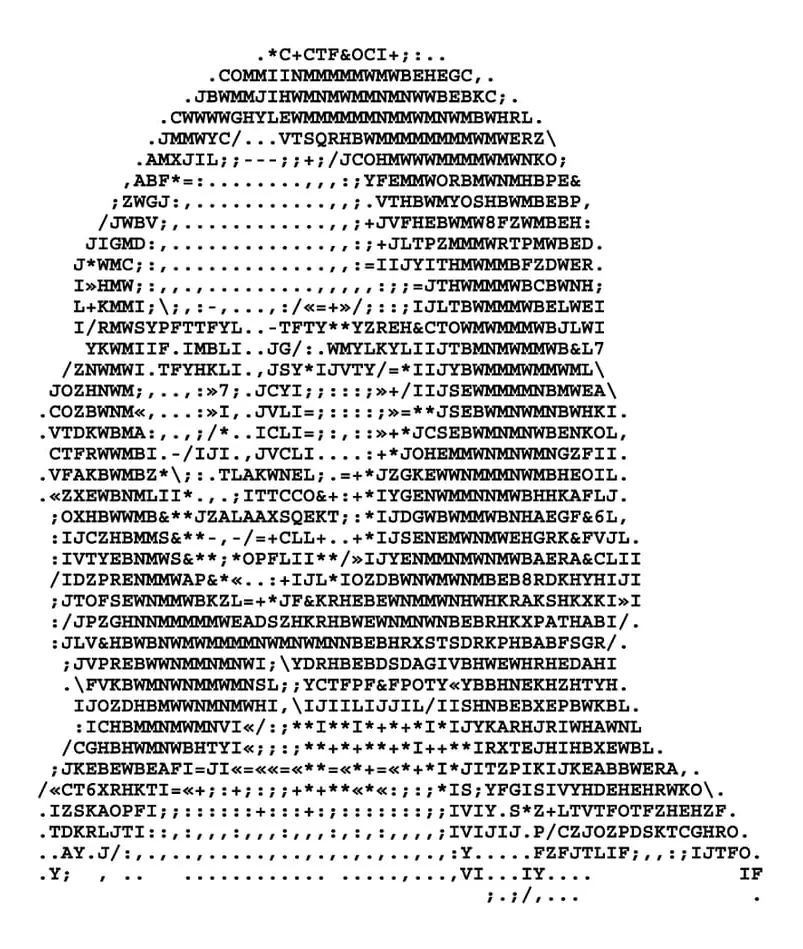 .*C+CTF&OCI+;:..
.COMMIINMMMMMWMWBEHEGC,.
.JBWMMJIHWMNMWMMNMNWWBEBKC;.
.CWWWWGHYLEWMMMMMMNMMWMNWMBWHRL.
.JMMWYC/...VTSQRHBWMMMMMMMMWMWERZ\
.AMXJIL;;---;;+;/JCOHMWWWMMMMWMWNKO;
,ABF*=:........,,,:;YFEMMWORBMWNMHBPE&
;ZWGJ:,............,,;.VTHBWMYOSHBWMBEBP,
/JWBV;,............,,;+JVFHEBWMW8FZWMBEH:
JIGMD:,............,,:;+JLTPZMMMWRTPMWBED.
J*WMC;:,............,,:=IIJYITHMWMMBFZDWER.
I»HMW;:,.,..........,,,,,:;;=JTHWMMMWBCBWNH;
L+KMMI;\;,:-,...,:/«=+»/;::;IJLTBWMMMWBELWEI
I/RMWSYPFTTFYL..-TFTY**YZREH&CTOWMWMMMWBJLWI
YKWMIIF.IMBLI..JG/:.WMYLKYLIIJTBMNMWMMWB&L7
/ZNWMWI.TFYHKLI.,JSY*IJVTY/=*IIJYBWMMMWMMWML\
JOZHNWM;,..,:»7;.JCYI;;:::;»+/IIJSEWMMMMNBMWEA\
.COZBWNM«,...:»I,.JVLI=;::::;»=**JSEBWMNWMNBWHKI.
.VTDKWBMA:,.,;/*..ICLI=;:,::»+*JCSEBWMNMNWBENKOL,
CTFRWWMBI.-/IJI.,JVCLI....:+*JOHEMMWMNWMNGZFII.
.VFAKBWMBZ*\;:.TLAKWNEL;.=+*JZGKEWWNMMMNWMBHEOIL.
.«ZXEWBNMLII*.,.;ITTCCO&+:+*IYGENWMMNNMWBHHKAFLJ.
;OXHBWWMB&**JZALAAXSQEKT;:*IJDGWBWMMWBNHAEGF&6L,
:IJCZHBMMS&**-,-/=+CLL+..+*IJSENEMWNMWEHGRK&FVJL.
:IVTYEBNMWS&**;*OPFLII**/»IJYENMMNMNWMWBAERA&CLII
/IDZPRENMMWAP&*«..:+IJL*IOZDBWNWMWNMBEB8RDKHYHIJI
;JTOFSEWNMMWBKZL=+*JF&KRHEBEWNMMWNHWHKRAKSHKXKI»I
:/JPZGHNNMMMMMWEADSZHKRHBWEWNMNWNBEBRHKXPATHABI/.
:JLV&HBWBNWMWMMMMNWMNWMNNBEBHRXSTSDRKPHBABFSGR/.
;JVPREBWWNMMNMNWI;\YDRHBEBDSDAGIVBHWEWHRHEDAHI
.\FVKBWMNWNMMWMNSL;;YCTFPF&FPOTY«YBBHNEKHZHTYH.
IJOZDHBMWWNMNMWHI,\IJIILIJJIL/IISHNBEBXEPBWKBL.
:ICHBMMNMWMNVI«/:;**I**I*+*+*I*IJYKARHJRIWHAWNL
/CGHBHWMNWBHTYI«;;:;**+*+**+*I++**IRXTEJHIHBXEWBL.
;JKEBEWBEAFI=JI«=««=«**=«*+=«*+*I*JITZPIKIJKEABBWERA,.
/«CT6XRHKTI=«+;:+;:;;+*+**«*«:;:;*IS;YFGISIVYHDEHEHRWKO\.
.IZSKAOPFI;;::::::+:::+:;:::::::;;IVIY.S*Z+LTVTFOTFZHEHZF.
.TDKRLJTI::,:,,,:,,,:,,,:,:,:,,,,;IVIJIJ.P/CZJOZPDSKTCGHRO.
..AY.J/:,.,......,....,..,..,..,.,:Y.....FZFJTLIF;,,:;IJTFO.
.Y; , .. ............ .....,...,VI...IY.... IF
;.;/,... .